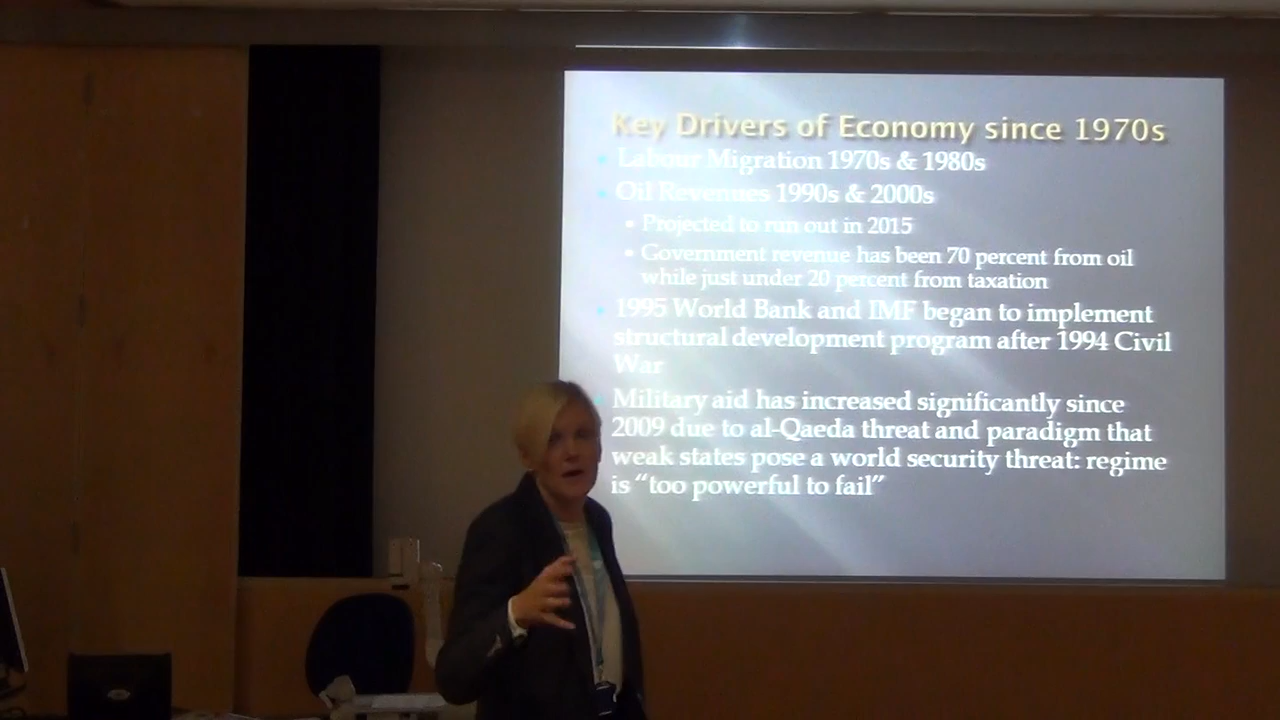 Key Drivers of Economy since 1970s
Labour Migration 1970s & 1980s
Oil Revenues 1990s & 2000s
Projected to run out in 2015
Government revenue has been 70 percent from oil
while just under 20 percent from taxation
1995 World Bank and IMF began to implement
structural development program after 1994 Civil
War
Military aid has increased significantly since
2009 due to al-Qaeda threat and paradigm that
weak states pose a world security threat: regime
is “too powerful to fail”